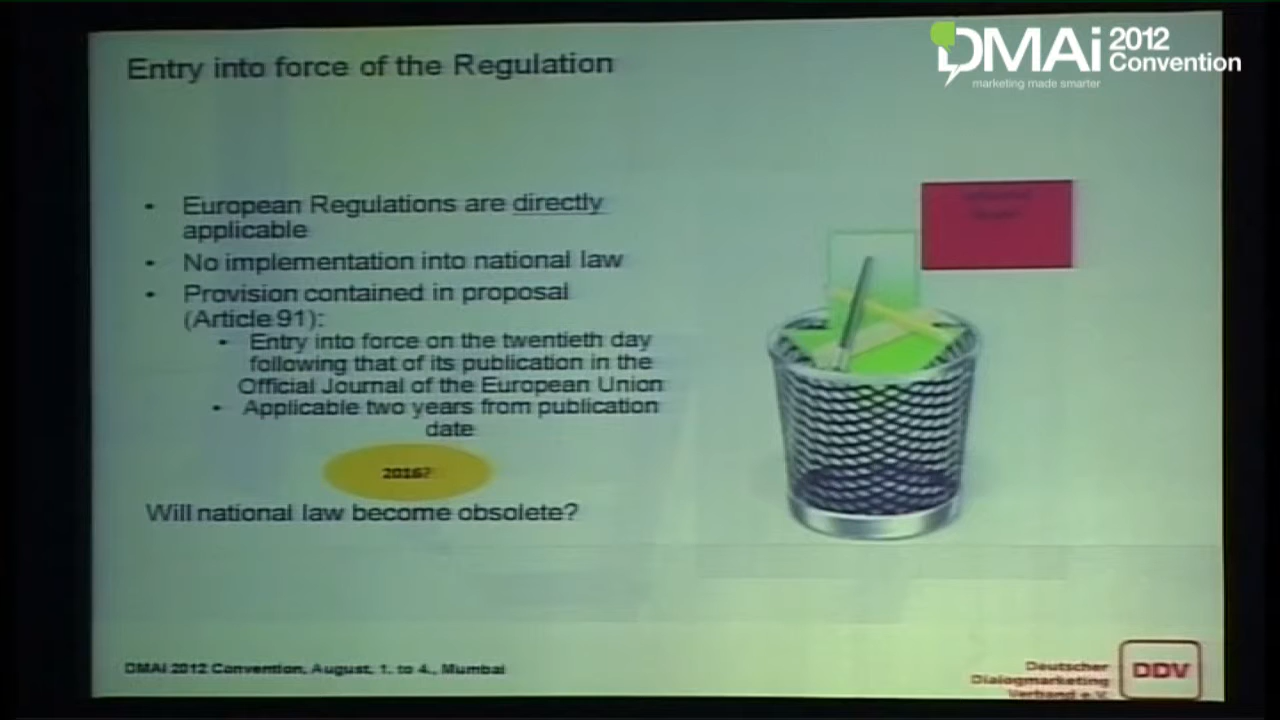 DMAi 2012
Convention
marketing made smarter
Entry into force of the Regulation
• European Regulations are directly
applicable
• No implementation into national law
• Provision contained in proposal
(Article 91):
• Entry into force on the twentieth day
following that of its publication in the
Official Journal of the European Union
• Applicable two years from publication
date
2016?
Will national law become obsolete?
DMAi 2012 Convention, August, 1. to 4., Mumbai
Deutscher
Dialogmarketing
Verband e.V.
DDV